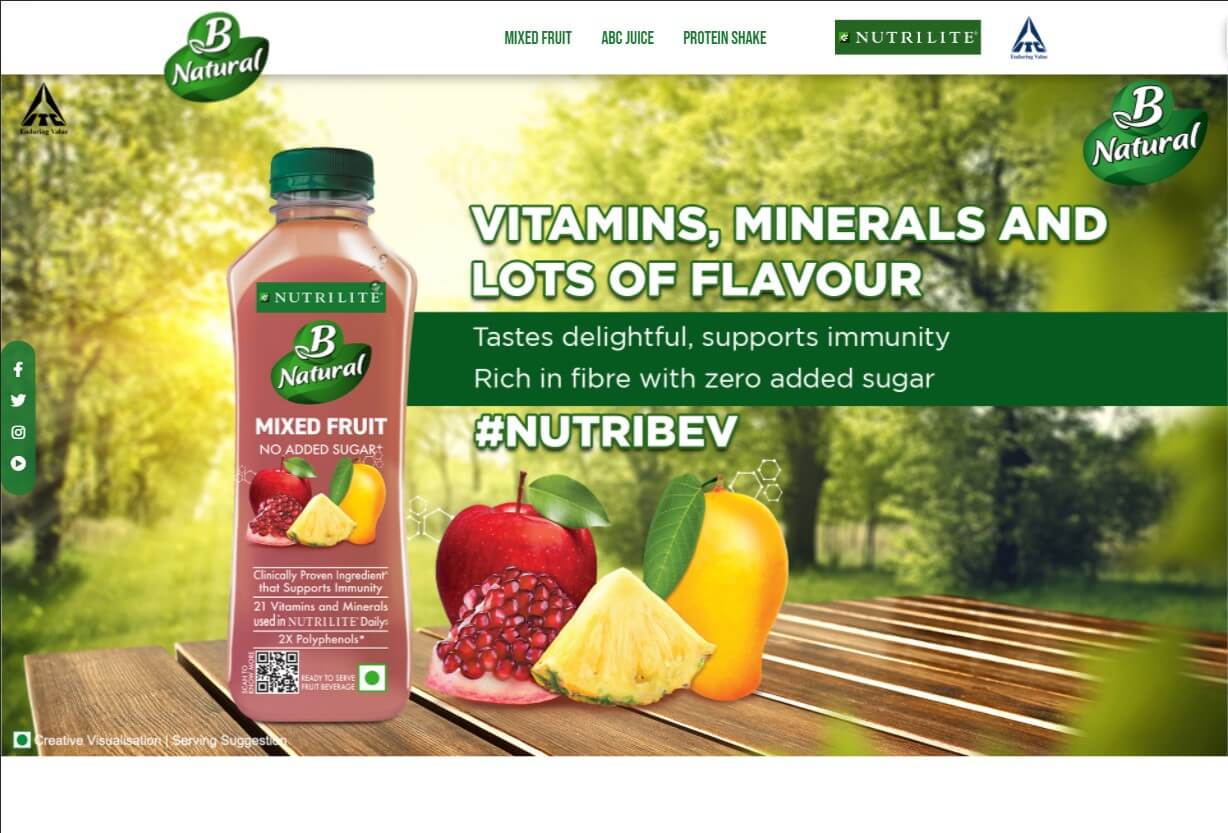 B
Natural
MIXED FRUIT
ABC JUICE
PROTEIN SHAKE
NUTRILITE®
ITC
Enduring Value
ITC
Enduring Value
B
Natural
VITAMINS, MINERALS AND
LOTS OF FLAVOUR
Tastes delightful, supports immunity
Rich in fibre with zero added sugar
#NUTRIBEV
NUTRILITE®
B
Natural
MIXED FRUIT
NO ADDED SUGAR+
Clinically Proven Ingredient^
that Supports Immunity
21 Vitamins and Minerals
used in NUTRILITE Daily
2X Polyphenols*
SCAN TO
KNOW MORE
READY TO SERVE
FRUIT BEVERAGE
Creative Visualisation | Serving Suggestion